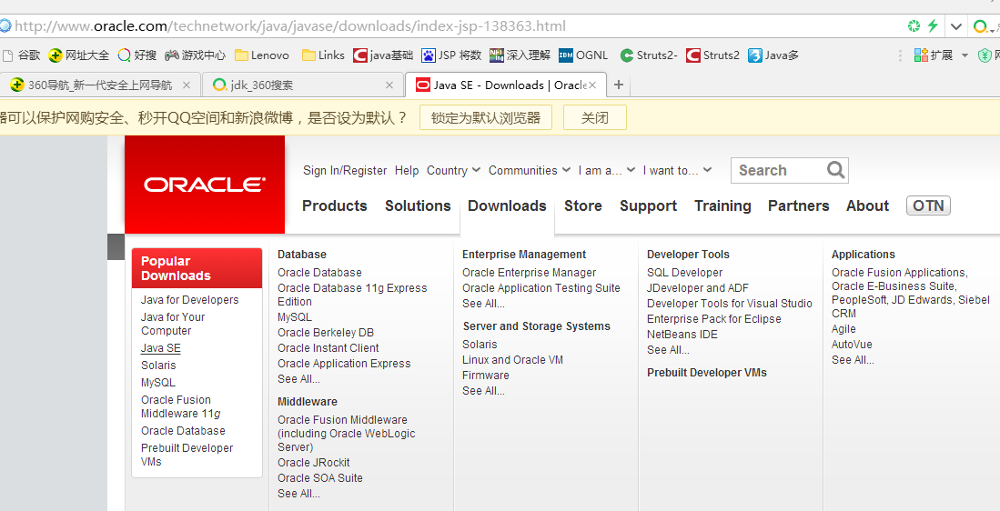 http://www.oracle.com/technetwork/java/javase/downloads/index-jsp-138363.html
谷歌 网址大全 好搜 游戏中心 Lenovo Links java基础 JSP 将数 深入理解 OGNL Struts2- Struts2 Java多 扩展
360导航_新一代安全上网导航 jdk_360搜索 Java SE - Downloads | Oracle
器可以保护网购安全、秒开QQ空间和新浪微博，是否设为默认？ 锁定为默认浏览器 关闭
ORACLE
Sign In/Register Help Country Communities I am a... I want to... Search
Products Solutions Downloads Store Support Training Partners About OTN
Popular
Downloads
Java for Developers
Java for Your
Computer
Java SE
Solaris
MySQL
Oracle Fusion
Middleware 11g
Oracle Database
Prebuilt Developer
VMs
Database
Oracle Database
Oracle Database 11g Express
Edition
MySQL
Oracle Berkeley DB
Oracle Instant Client
Oracle Application Express
See All...
Middleware
Oracle Fusion Middleware
(including Oracle WebLogic
Server)
Oracle JRockit
Oracle SOA Suite
See All...
Enterprise Management
Oracle Enterprise Manager
Oracle Application Testing Suite
See All...
Server and Storage Systems
Solaris
Linux and Oracle VM
Firmware
See All...
Developer Tools
SQL Developer
JDeveloper and ADF
Developer Tools for Visual Studio
Enterprise Pack for Eclipse
NetBeans IDE
See All...
Prebuilt Developer VMs
Applications
Oracle Fusion Applications,
Oracle E-Business Suite,
PeopleSoft, JD Edwards, Siebel
CRM
Agile
AutoVue
See All...